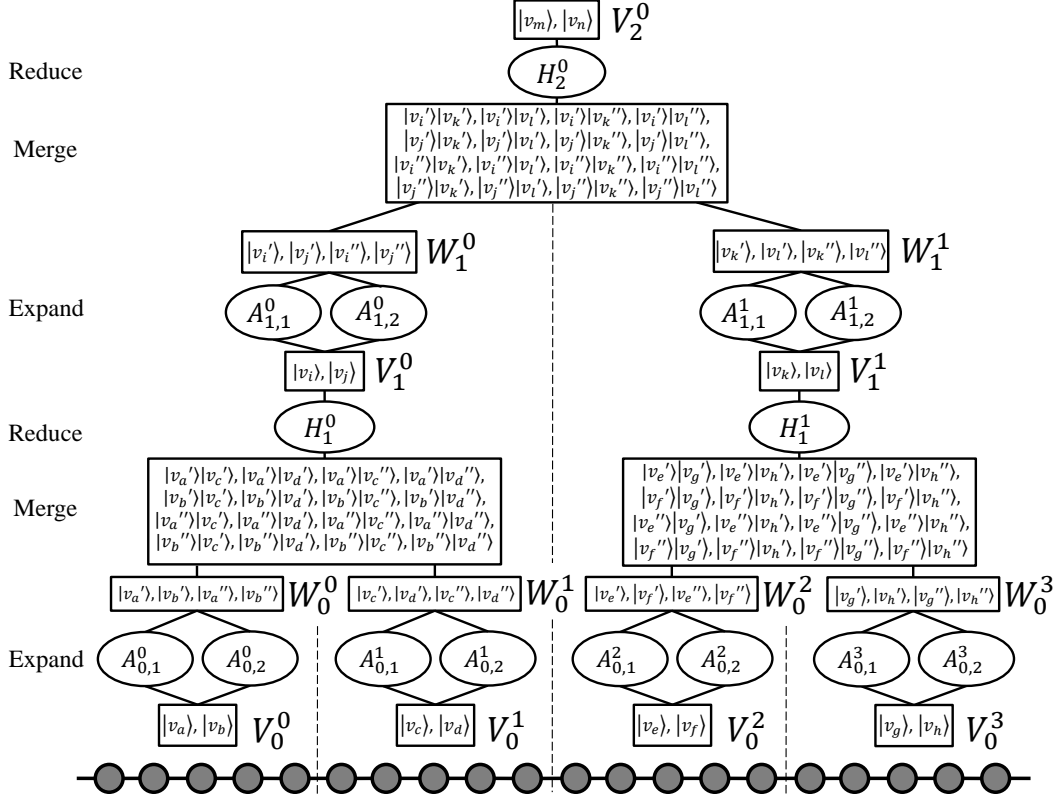 |v_m⟩, |v_n⟩ V_2^0
Reduce H_2^0
|v_i′⟩|v_k′⟩, |v_i′⟩|v_l′⟩, |v_i′⟩|v_k′′⟩, |v_i′⟩|v_l′′⟩,
|v_j′⟩|v_k′⟩, |v_j′⟩|v_l′⟩, |v_j′⟩|v_k′′⟩, |v_j′⟩|v_l′′⟩,
Merge
|v_i′′⟩|v_k′⟩, |v_i′′⟩|v_l′⟩, |v_i′′⟩|v_k′′⟩, |v_i′′⟩|v_l′′⟩,
|v_j′′⟩|v_k′⟩, |v_j′′⟩|v_l′⟩, |v_j′′⟩|v_k′′⟩, |v_j′′⟩|v_l′′⟩
|v_i′⟩, |v_j′⟩, |v_i′′⟩, |v_j′′⟩ W_1^0 |v_k′⟩, |v_l′⟩, |v_k′′⟩, |v_l′′⟩ W_1^1
Expand A_{1,1}^0 A_{1,2}^0 A_{1,1}^1 A_{1,2}^1
|v_i⟩, |v_j⟩ V_1^0 |v_k⟩, |v_l⟩ V_1^1
Reduce H_1^0 H_1^1
|v_a′⟩|v_c′⟩, |v_a′⟩|v_d′⟩, |v_a′⟩|v_c′′⟩, |v_a′⟩|v_d′′⟩, |v_e′⟩|v_g′⟩, |v_e′⟩|v_h′⟩, |v_e′⟩|v_g′′⟩, |v_e′⟩|v_h′′⟩,
|v_b′⟩|v_c′⟩, |v_b′⟩|v_d′⟩, |v_b′⟩|v_c′′⟩, |v_b′⟩|v_d′′⟩, |v_f′⟩|v_g′⟩, |v_f′⟩|v_h′⟩, |v_f′⟩|v_g′′⟩, |v_f′⟩|v_h′′⟩,
Merge
|v_a′′⟩|v_c′⟩, |v_a′′⟩|v_d′⟩, |v_a′′⟩|v_c′′⟩, |v_a′′⟩|v_d′′⟩, |v_e′′⟩|v_g′⟩, |v_e′′⟩|v_h′⟩, |v_e′′⟩|v_g′′⟩, |v_e′′⟩|v_h′′⟩,
|v_b′′⟩|v_c′⟩, |v_b′′⟩|v_d′⟩, |v_b′′⟩|v_c′′⟩, |v_b′′⟩|v_d′′⟩ |v_f′′⟩|v_g′⟩, |v_f′′⟩|v_h′⟩, |v_f′′⟩|v_g′′⟩, |v_f′′⟩|v_h′′⟩
|v_a′⟩, |v_b′⟩, |v_a′′⟩, |v_b′′⟩ W_0^0 |v_c′⟩, |v_d′⟩, |v_c′′⟩, |v_d′′⟩ W_0^1 |v_e′⟩, |v_f′⟩, |v_e′′⟩, |v_f′′⟩ W_0^2 |v_g′⟩, |v_h′⟩, |v_g′′⟩, |v_h′′⟩ W_0^3
Expand A_{0,1}^0 A_{0,2}^0 A_{0,1}^1 A_{0,2}^1 A_{0,1}^2 A_{0,2}^2 A_{0,1}^3 A_{0,2}^3
|v_a⟩, |v_b⟩ V_0^0 |v_c⟩, |v_d⟩ V_0^1 |v_e⟩, |v_f⟩ V_0^2 |v_g⟩, |v_h⟩ V_0^3